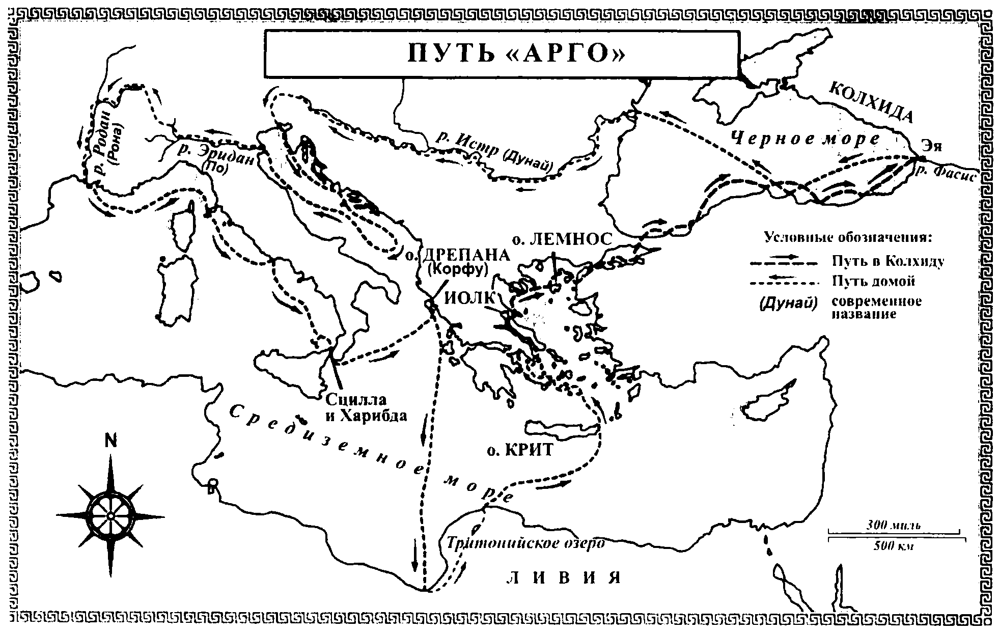 ПУТЬ «АРГО»
КОЛХИДА
Черное море
Эя
р. Фасис
р. Истр (Дунай)
р. Родан
(Рона)
р. Эридан
(По)
о. ЛЕМНОС
о. ДРЕПАНА
(Корфу)
ИОЛК
Условные обозначения:
Путь в Колхиду
Путь домой
(Дунай) современное
название
Сцилла
и Харибда
Средиземное море
о. КРИТ
N
Тритонийское озеро
ЛИВИЯ
300 миль
500 км